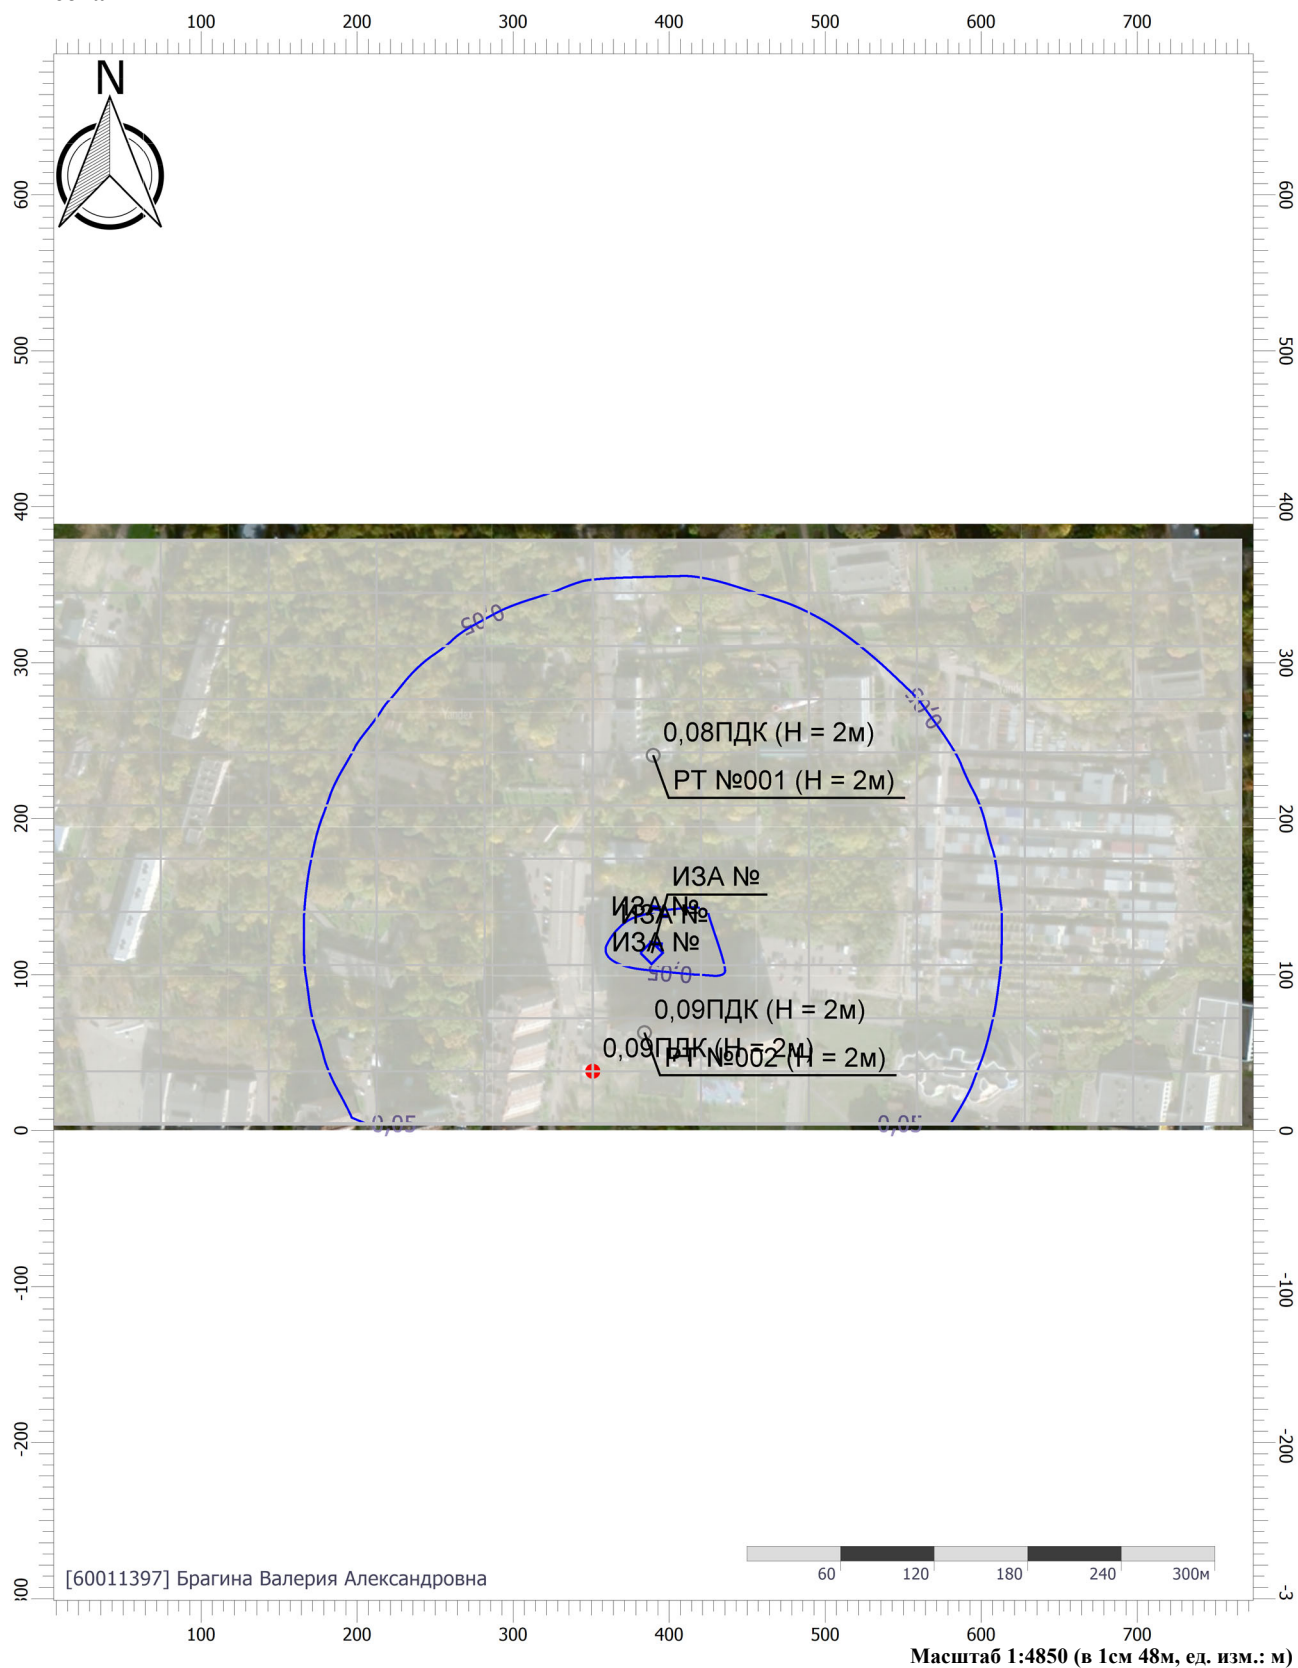 100 200 300 400 500 600 700
N
600 600
500 500
400 400
0,05
300 300
0,05
0,08ПДК (Н = 2м)
РТ №001 (Н = 2м)
200 200
ИЗА №
ИЗА №
ИЗА №
ИЗА №
100 0,05 100
0,09ПДК (Н = 2м)
0,09ПДК (Н = 2м)
РТ №002 (Н = 2м)
0 0,05 0,05 0
-100 -100
-200 -200
60 120 180 240 300м
[60011397] Брагина Валерия Александровна
00 -3
100 200 300 400 500 600 700
Масштаб 1:4850 (в 1см 48м, ед. изм.: м)